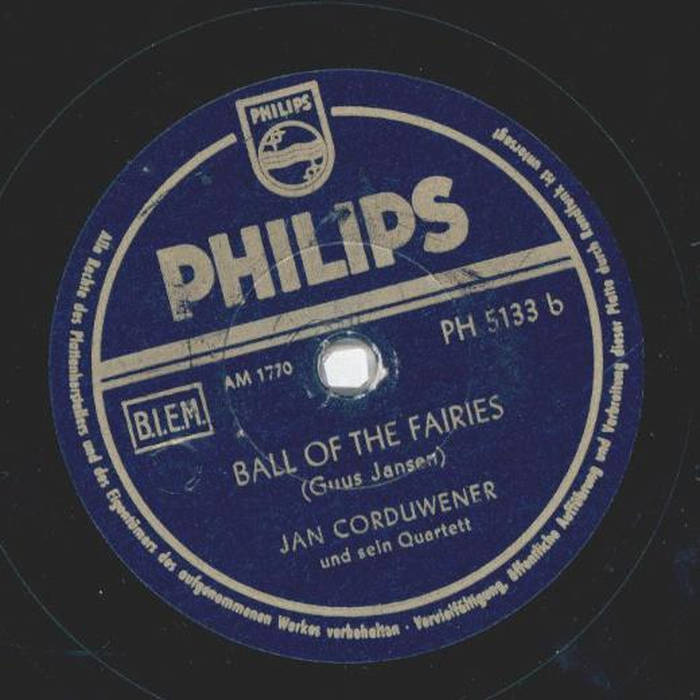 PHILIPS
PHILIPS
PH 5133 b
AM 1770
B.I.E.M.
BALL OF THE FAIRIES
(Guus Jansen)
JAN CORDUWENER
und sein Quartett
Alle Rechte des Plattenherstellers und des Eigentümers des aufgenommenen Werkes vorbehalten · Vervielfältigung, öffentliche Aufführung und Verbreitung dieser Platte durch Rundfunk ist untersagt